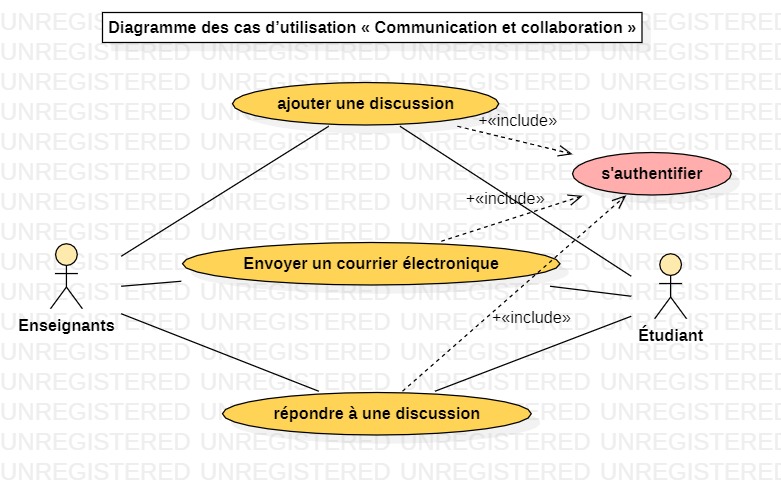 Diagramme des cas d’utilisation « Communication et collaboration »
ajouter une discussion
+«include»
s'authentifier
+«include»
Envoyer un courrier électronique
Enseignants
+«include»
Étudiant
répondre à une discussion
UNREGISTERED UNREGISTERED UNREGISTERED UNREGISTERED